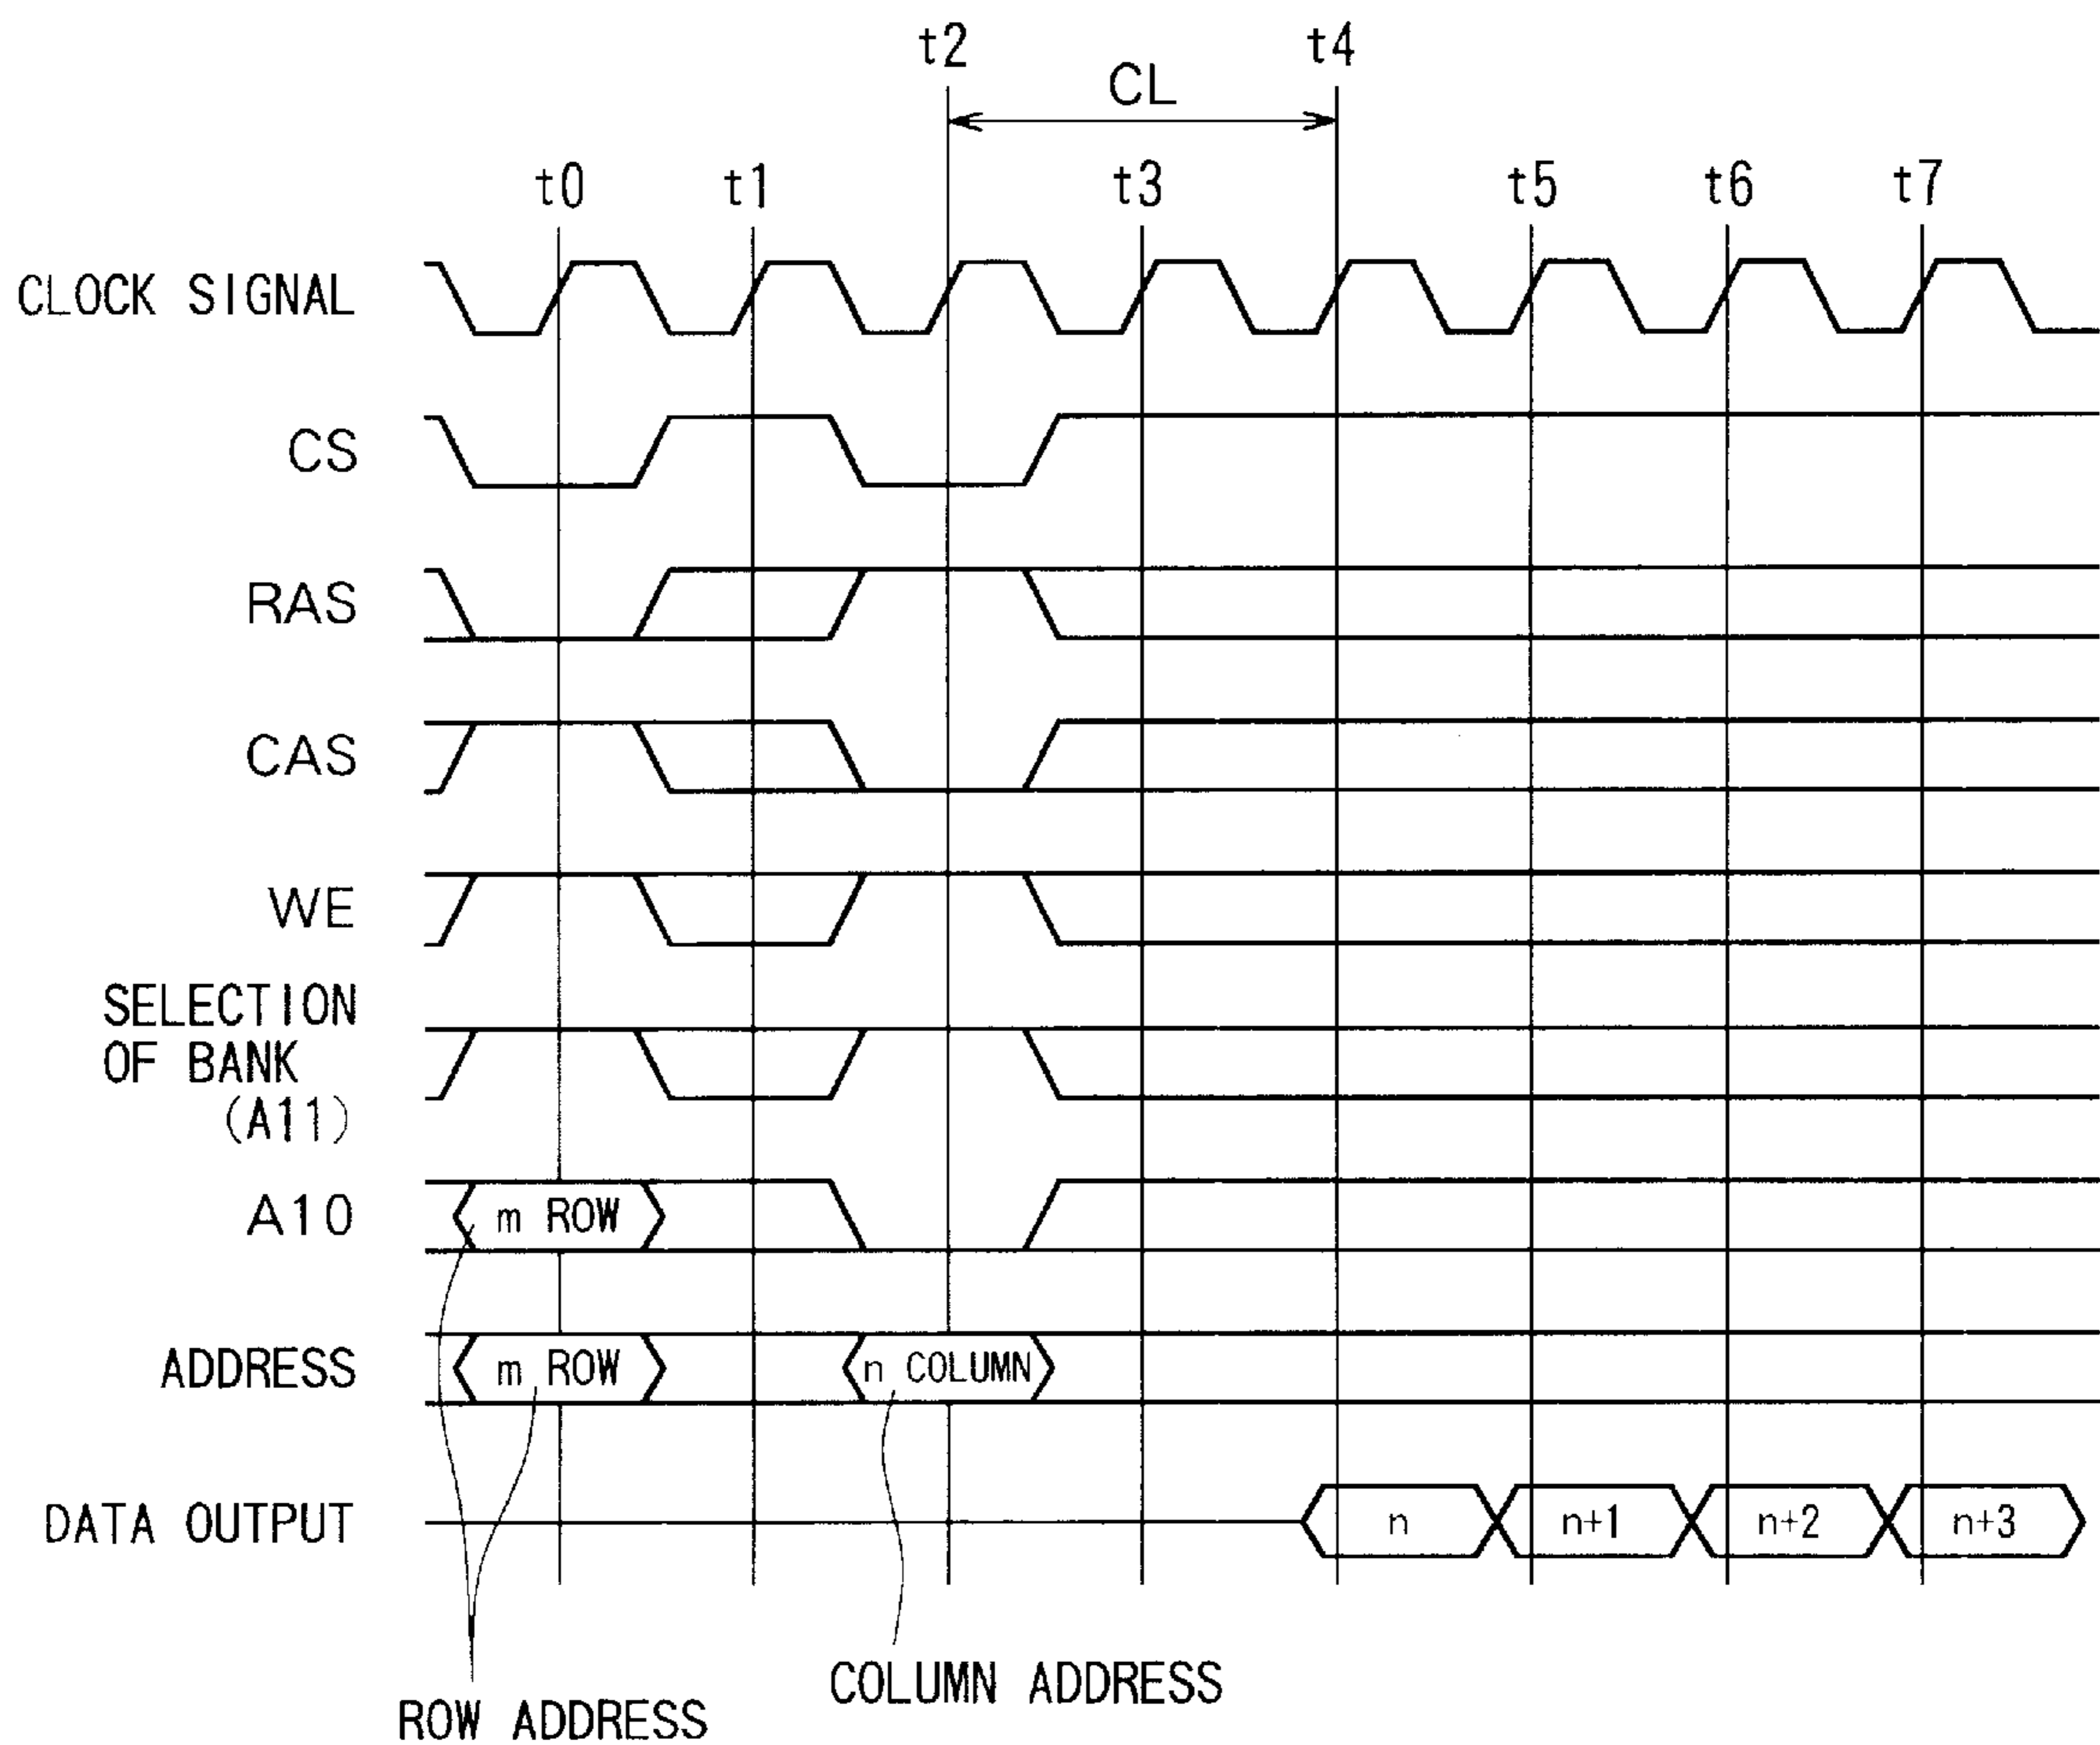 t2 t4
CL
t0 t1 t3 t5 t6 t7
CLOCK SIGNAL
CS
RAS
CAS
WE
SELECTION
OF BANK
(A11)
A10 m ROW
ADDRESS m ROW n COLUMN
DATA OUTPUT n n+1 n+2 n+3
COLUMN ADDRESS
ROW ADDRESS